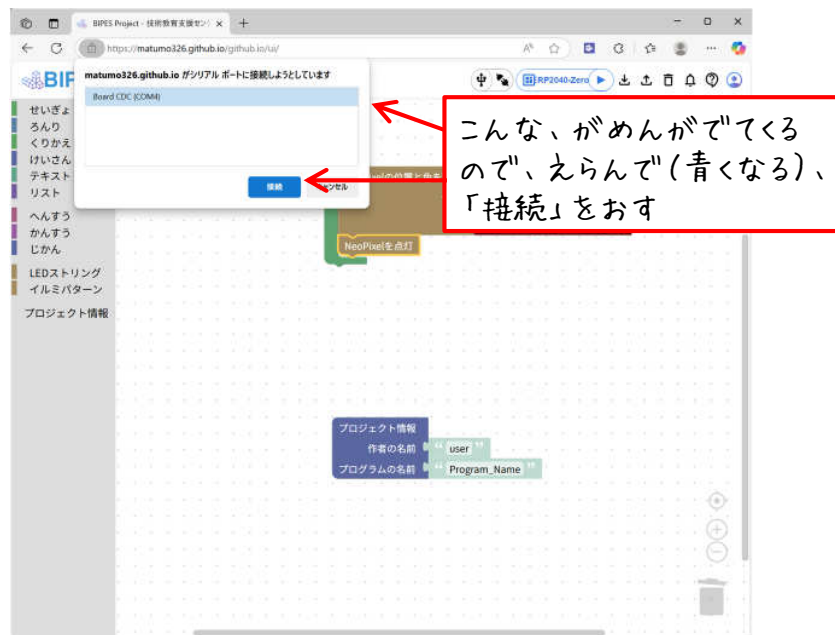 BIPES Project - 技術教育支援セン
https://matumo326.github.io/github.io/ui/
BIP
matumo326.github.io がシリアル ポートに接続しようとしています
Board CDC (COM4)
接続
キャンセル
RP2040-Zero
せいぎょ
ろんり
くりかえ
けいさん
テキスト
リスト
へんすう
かんすう
じかん
LEDストリング
イルミパターン
プロジェクト情報
こんな、がめんがでてくる
ので、えらんで(青くなる)、
「接続」をおす
NeoPixelを点灯
プロジェクト情報
作者の名前 “ user ”
プログラムの名前 “ Program_Name ”